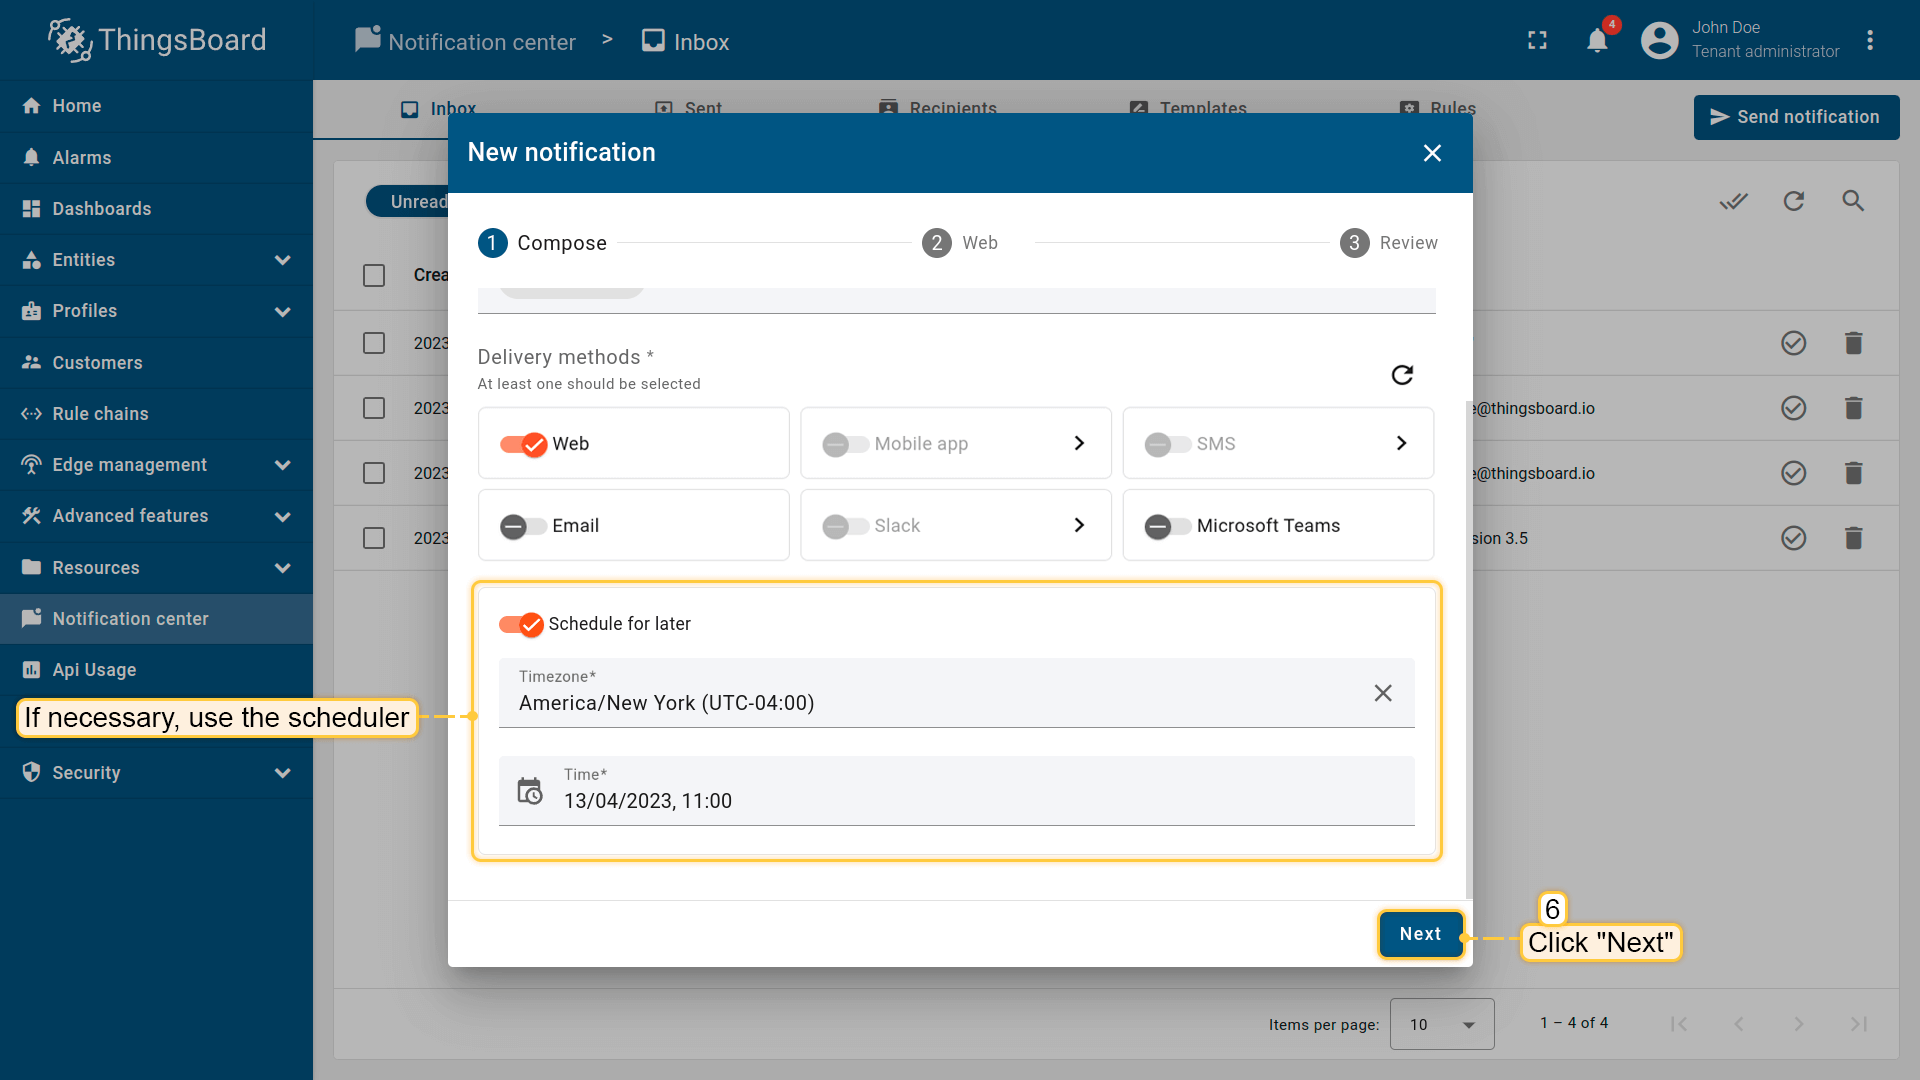 ThingsBoard
Notification center > Inbox
4
John Doe
Tenant administrator
Home
Alarms
Dashboards
Entities
Profiles
Customers
Rule chains
Edge management
Advanced features
Resources
Notification center
Api Usage
If necessary, use the scheduler
Security
Inbox
Sent
Recipients
Templates
Rules
Send notification
Unread
Crea
2023
2023
e@thingsboard.io
2023
e@thingsboard.io
2023
sion 3.5
New notification
1 Compose
2 Web
3 Review
Delivery methods *
At least one should be selected
Web
Mobile app
SMS
Email
Slack
Microsoft Teams
Schedule for later
Timezone*
America/New York (UTC-04:00)
Time*
13/04/2023, 11:00
Next
6
Click "Next"
Items per page:
10
1 – 4 of 4